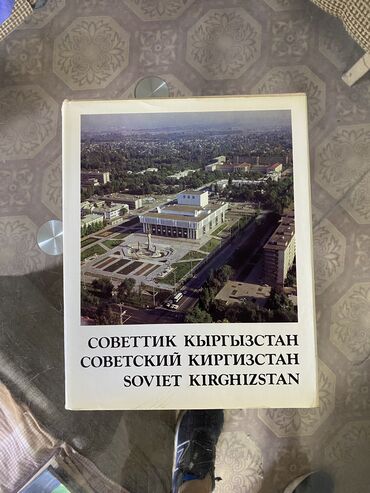 СОВЕТТИК КЫРГЫЗСТАН
СОВЕТСКИЙ КИРГИЗСТАН
SOVIET KIRGHIZSTAN